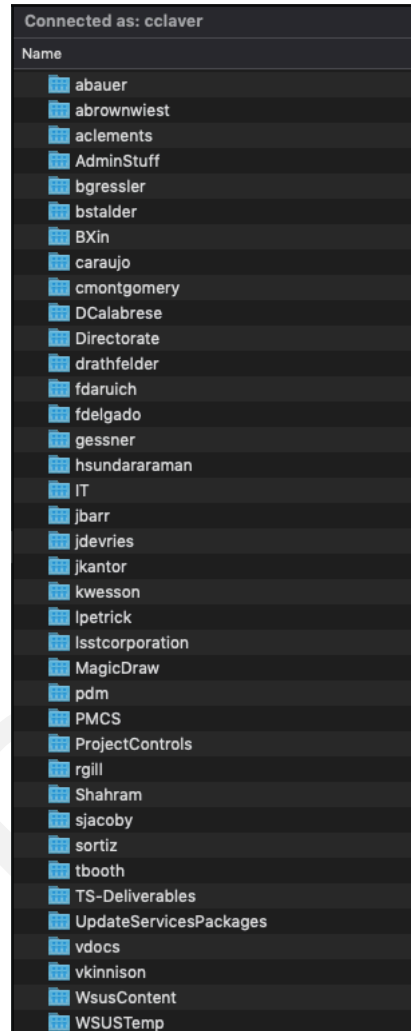 Connected as: cclaver
Name
abauer
abrownwiest
aclements
AdminStuff
bgressler
bstalder
BXin
caraujo
cmontgomery
DCalabrese
Directorate
drathfelder
fdaruich
fdelgado
gessner
hsundararaman
IT
jbarr
jdevries
jkantor
kwesson
lpetrick
lsstcorporation
MagicDraw
pdm
PMCS
ProjectControls
rgill
Shahram
sjacoby
sortiz
tbooth
TS-Deliverables
UpdateServicesPackages
vdocs
vkinnison
WsusContent
WSUSTemp